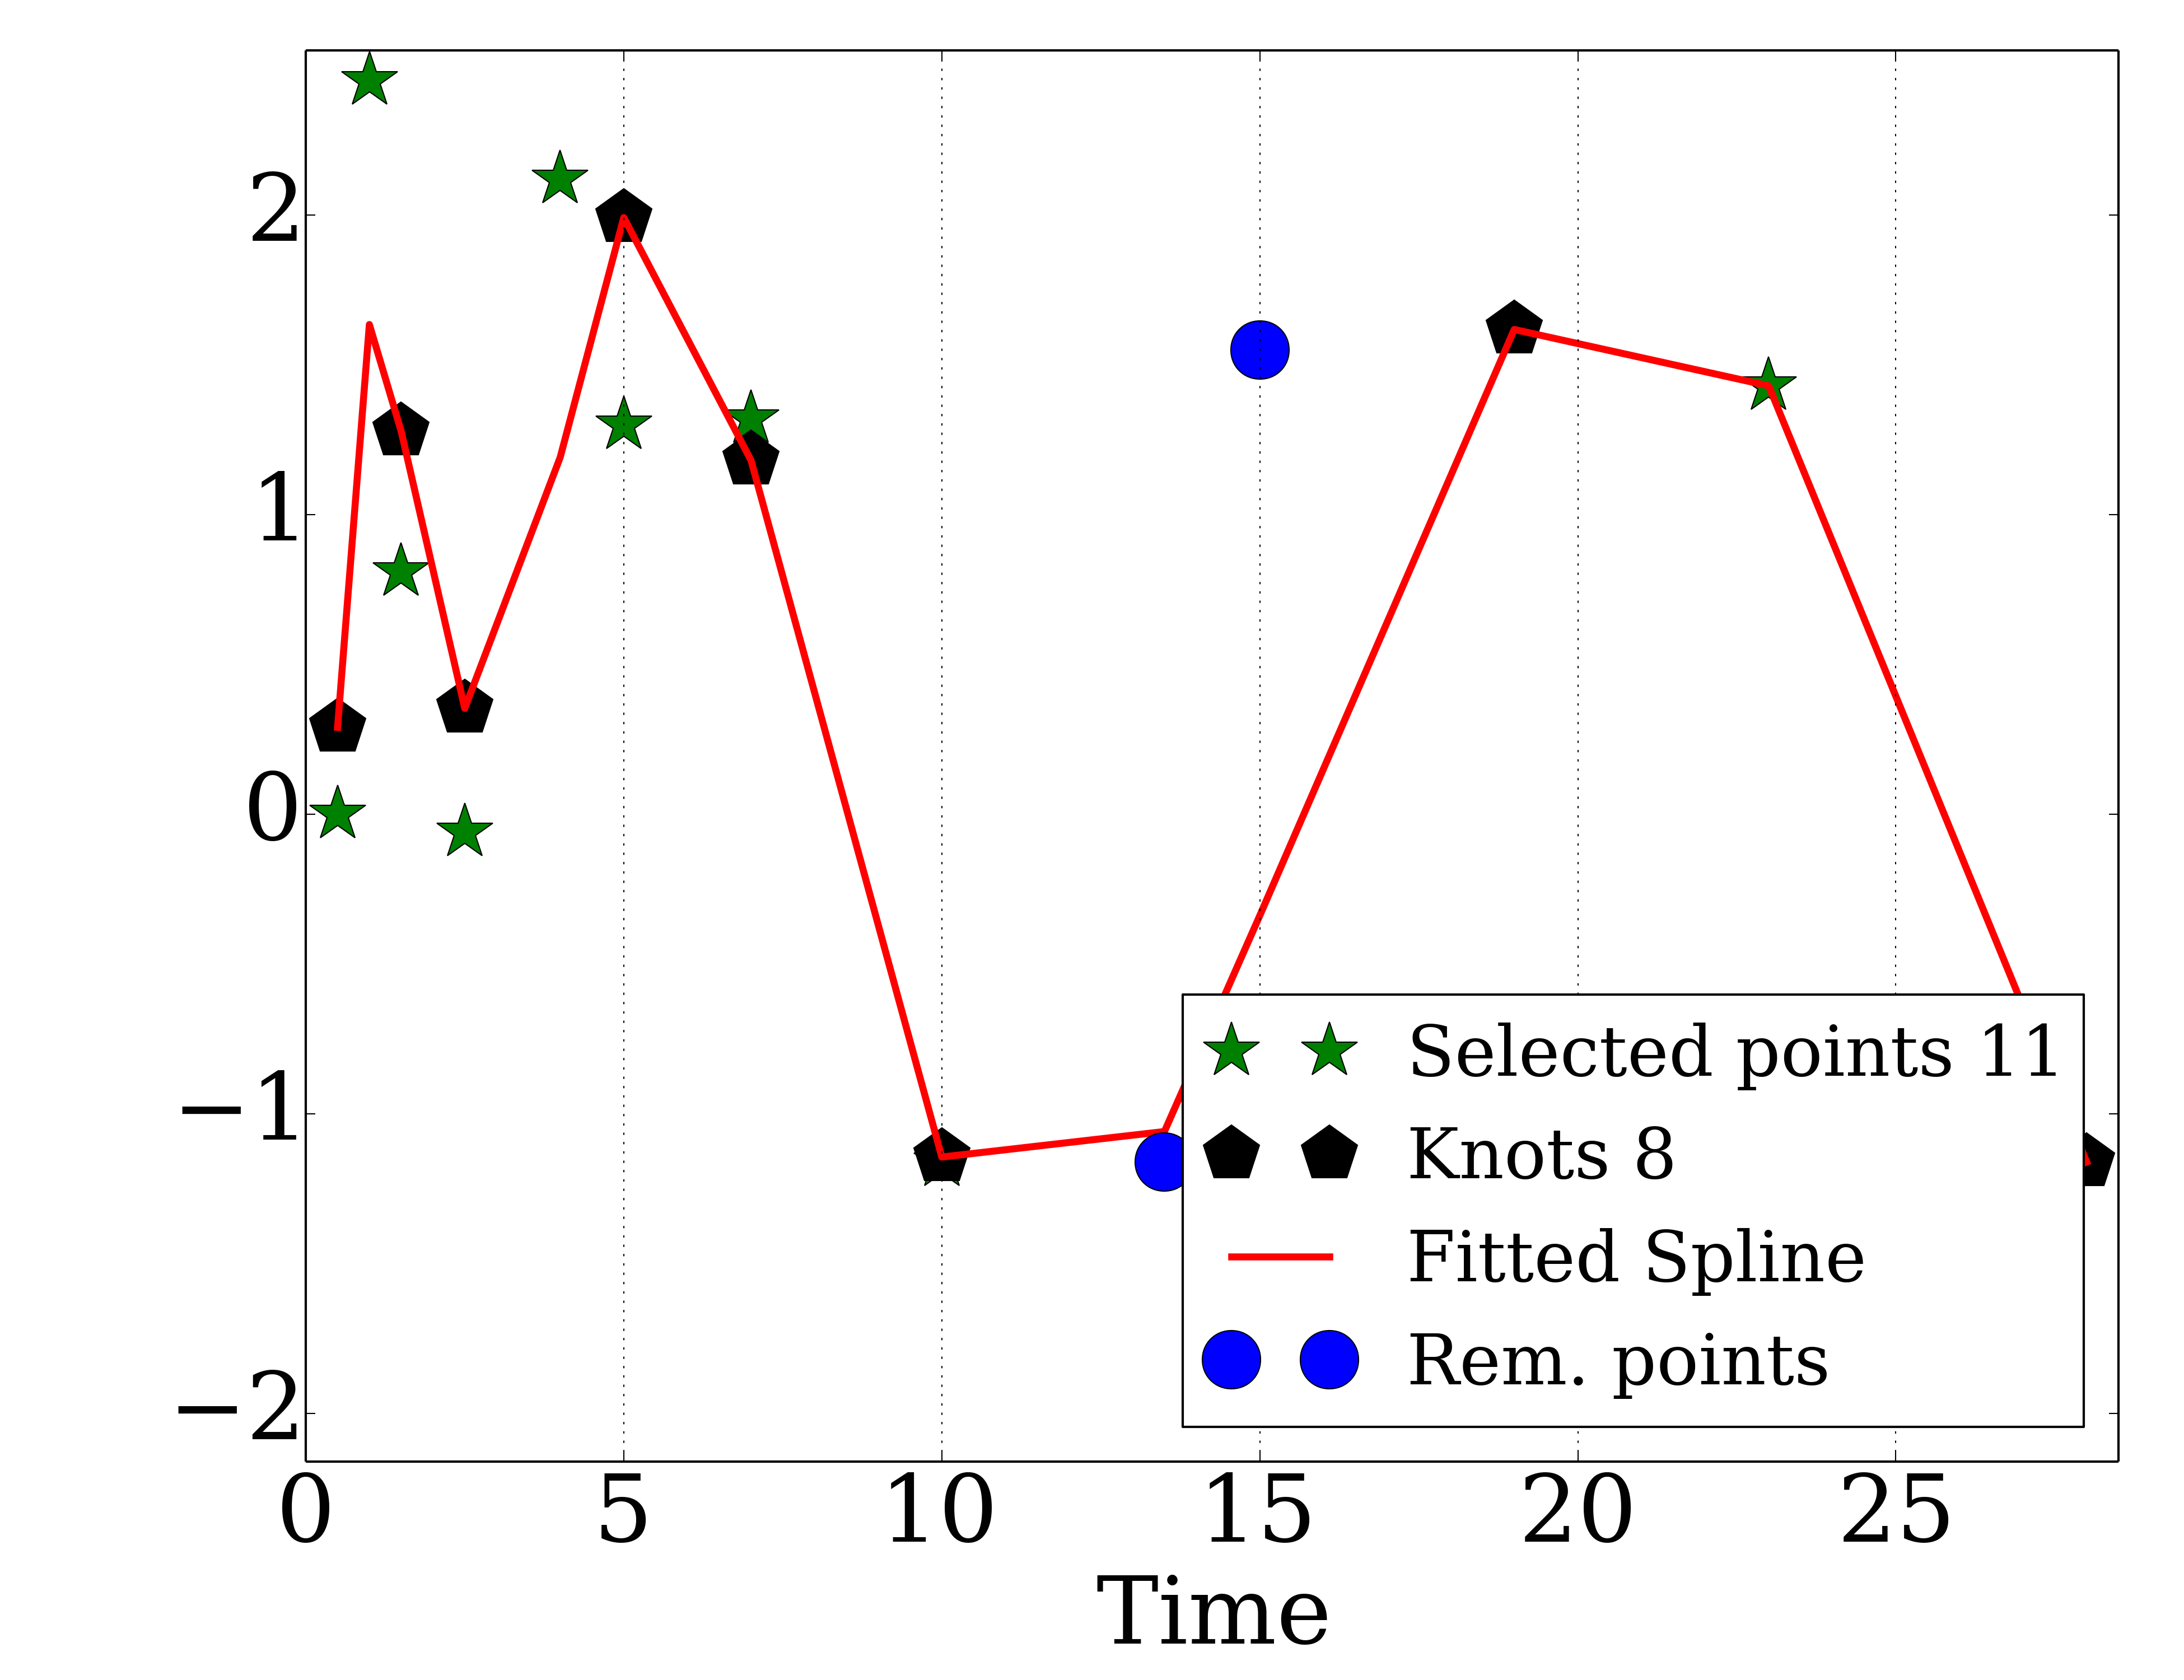 2
1
0
−1
−2
0 5 10 15 20 25
Time
Selected points 11
Knots 8
Fitted Spline
Rem. points